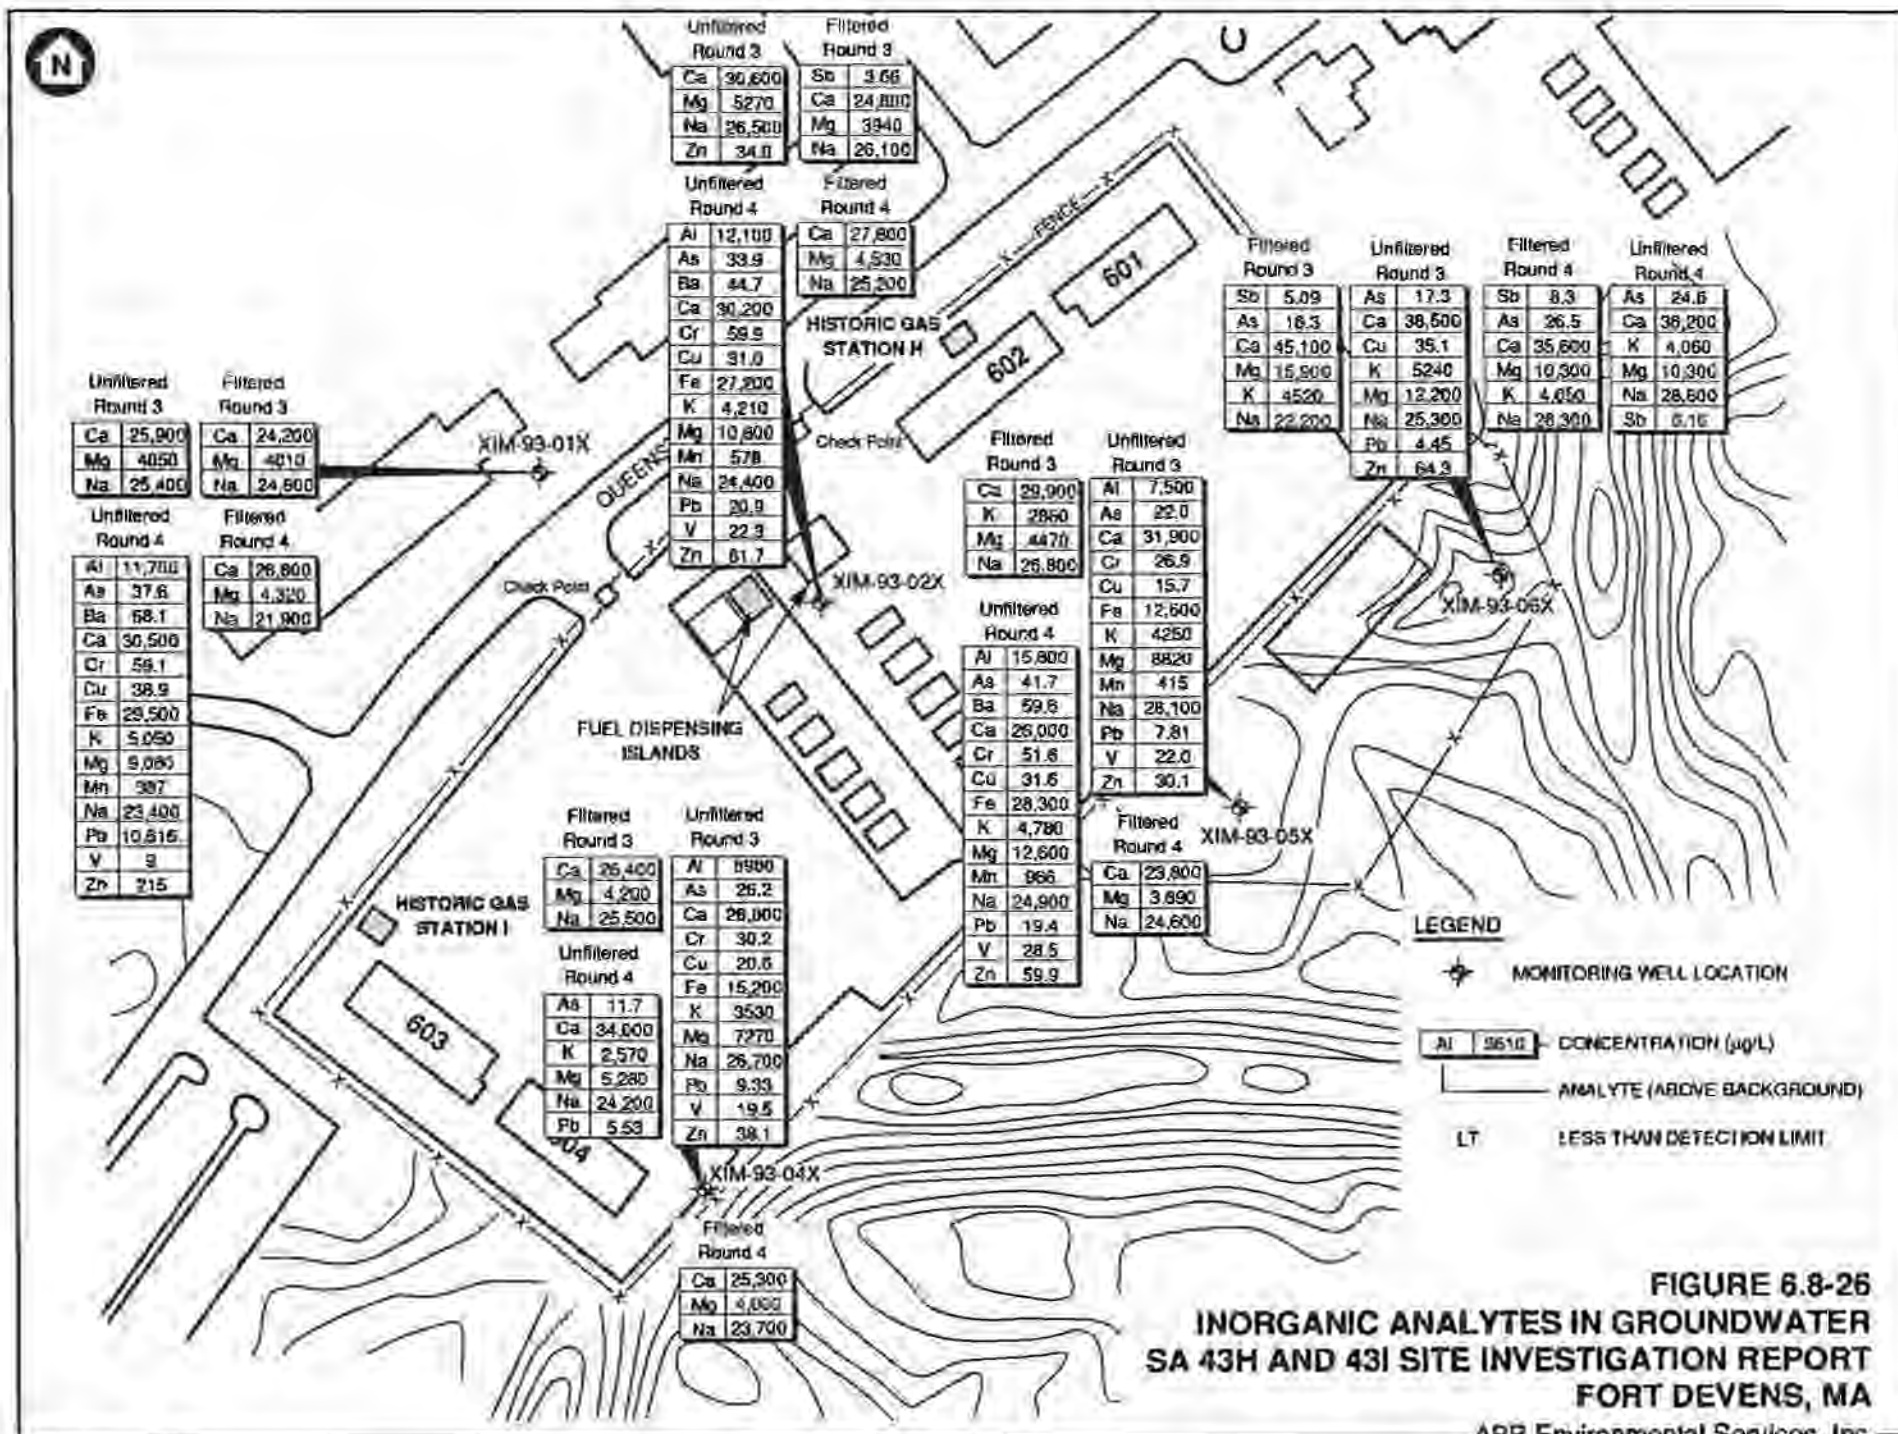 N
Unfiltered
Round 3
Ca 30,600
Mg 5270
Na 26,500
Zn 34.0
Filtered
Round 3
Sb 3.66
Ca 24,800
Mg 3940
Na 26,100
Unfiltered
Round 4
Al 12,100
As 33.9
Ba 44.7
Ca 30,200
Cr 59.9
Cu 31.0
Fe 27,200
K 4,210
Mg 10,600
Mn 578
Na 24,400
Pb 20.9
V 22.3
Zn 61.7
Filtered
Round 4
Ca 27,800
Mg 4,530
Na 25,200
FENCE
601
602
HISTORIC GAS
STATION H
Check Point
QUEENS
XIM-93-02X
Unfiltered
Round 3
Ca 25,900
Mg 4050
Na 25,400
Filtered
Round 3
Ca 24,200
Mg 4010
Na 24,600
XIM-93-01X
Unfiltered
Round 4
Al
As 37.6
Ba 68.1
Ca 30,500
Cr 56.1
Cu 38.9
Fe 29,500
K 5,050
Mg 9,080
Mn 387
Na 23,400
Pb
V
Zn 215
Filtered
Round 4
Ca 26,800
Mg 4,320
Na 21,900
Check Point
FUEL DISPENSING
ISLANDS
Filtered
Round 3
Sb 5.09
As 16.3
Ca 45,100
Mg 15,900
K 4520
Na 22,200
Unfiltered
Round 3
As 17.3
Ca 38,500
Cu 35.1
K 5240
Mg 12,200
Na 25,300
Pb 4.45
Zn 64.3
Filtered
Round 4
Sb 8.3
As 26.5
Ca 35,600
Mg 10,300
K 4,050
Na 28,300
Unfiltered
Round 4
As 24.6
Ca 36,200
K 4,060
Mg 10,300
Na 28,600
Sb
XIM-93-06X
Filtered
Round 3
Ca 29,900
K 2850
Mg 4470
Na 25,800
Unfiltered
Round 3
Al 7,500
As 22.0
Ca 31,900
Cr 26.9
Cu 15.7
Fe 12,600
K 4250
Mg 8820
Mn 415
Na 28,100
Pb 7.81
V 22.0
Zn 30.1
Unfiltered
Round 4
Al 15,800
As 41.7
Ba 59.8
Ca 26,000
Cr 51.6
Cu 31.6
Fe 28,300
K 4,780
Mg 12,600
Mn 966
Na 24,900
Pb 19.4
V 28.5
Zn 59.9
Filtered
Round 4
Ca 23,800
Mg 3,690
Na 24,600
XIM-93-05X
HISTORIC GAS
STATION I
603
Filtered
Round 3
Ca 25,400
Mg 4,200
Na 25,500
Unfiltered
Round 3
Al
As 26.2
Ca 26,800
Cr 30.2
Cu 20.6
Fe 15,200
K 3530
Mg 7270
Na 26,700
Pb 9.33
V 19.5
Zn 38.1
Unfiltered
Round 4
As 11.7
Ca 34,000
K 2,570
Mg 5,280
Na 24,200
Pb 5.53
XIM-93-04X
Filtered
Round 4
Ca 25,300
Mg
Na 23,700
LEGEND
MONITORING WELL LOCATION
Al CONCENTRATION (µg/L)
ANALYTE (ABOVE BACKGROUND)
LT LESS THAN DETECTION LIMIT
FIGURE 6.8-26
INORGANIC ANALYTES IN GROUNDWATER
SA 43H AND 43I SITE INVESTIGATION REPORT
FORT DEVENS, MA
ABB Environmental Services, Inc.